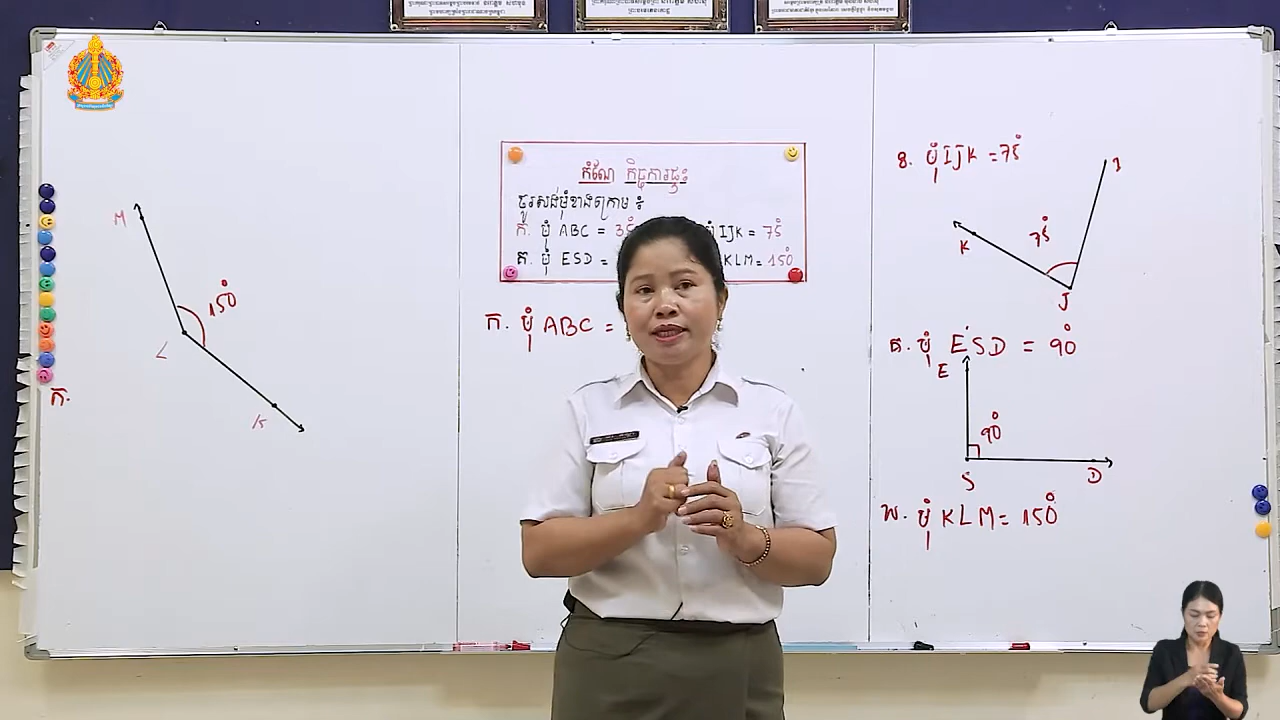 M
150
L
K
ក.
កំណែ កិច្ចការផ្ទះ
ចូរសង់មុំខាងក្រោម ៖
ក. មុំ ABC = 35
មុំ IJK = 75
គ. មុំ ESD =
KLM = 150
ក. មុំ ABC =
ខ. មុំ IJK = 75
I
K
75
J
គ. មុំ ESD = 90
E
90
S
D
ឃ. មុំ KLM = 150